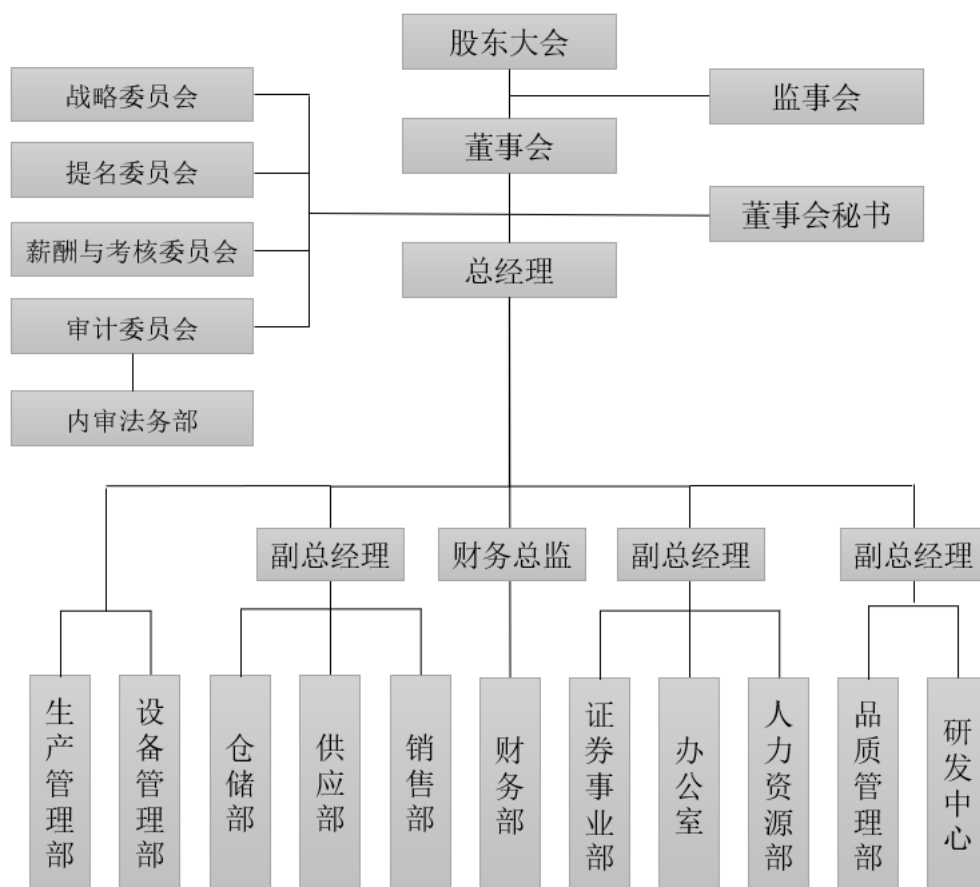 股东大会
战略委员会
监事会
董事会
提名委员会
董事会秘书
薪酬与考核委员会
总经理
审计委员会
内审法务部
副总经理
财务总监
副总经理
副总经理
生产管理部
设备管理部
仓储部
供应部
销售部
财务部
证券事业部
办公室
人力资源部
品质管理部
研发中心